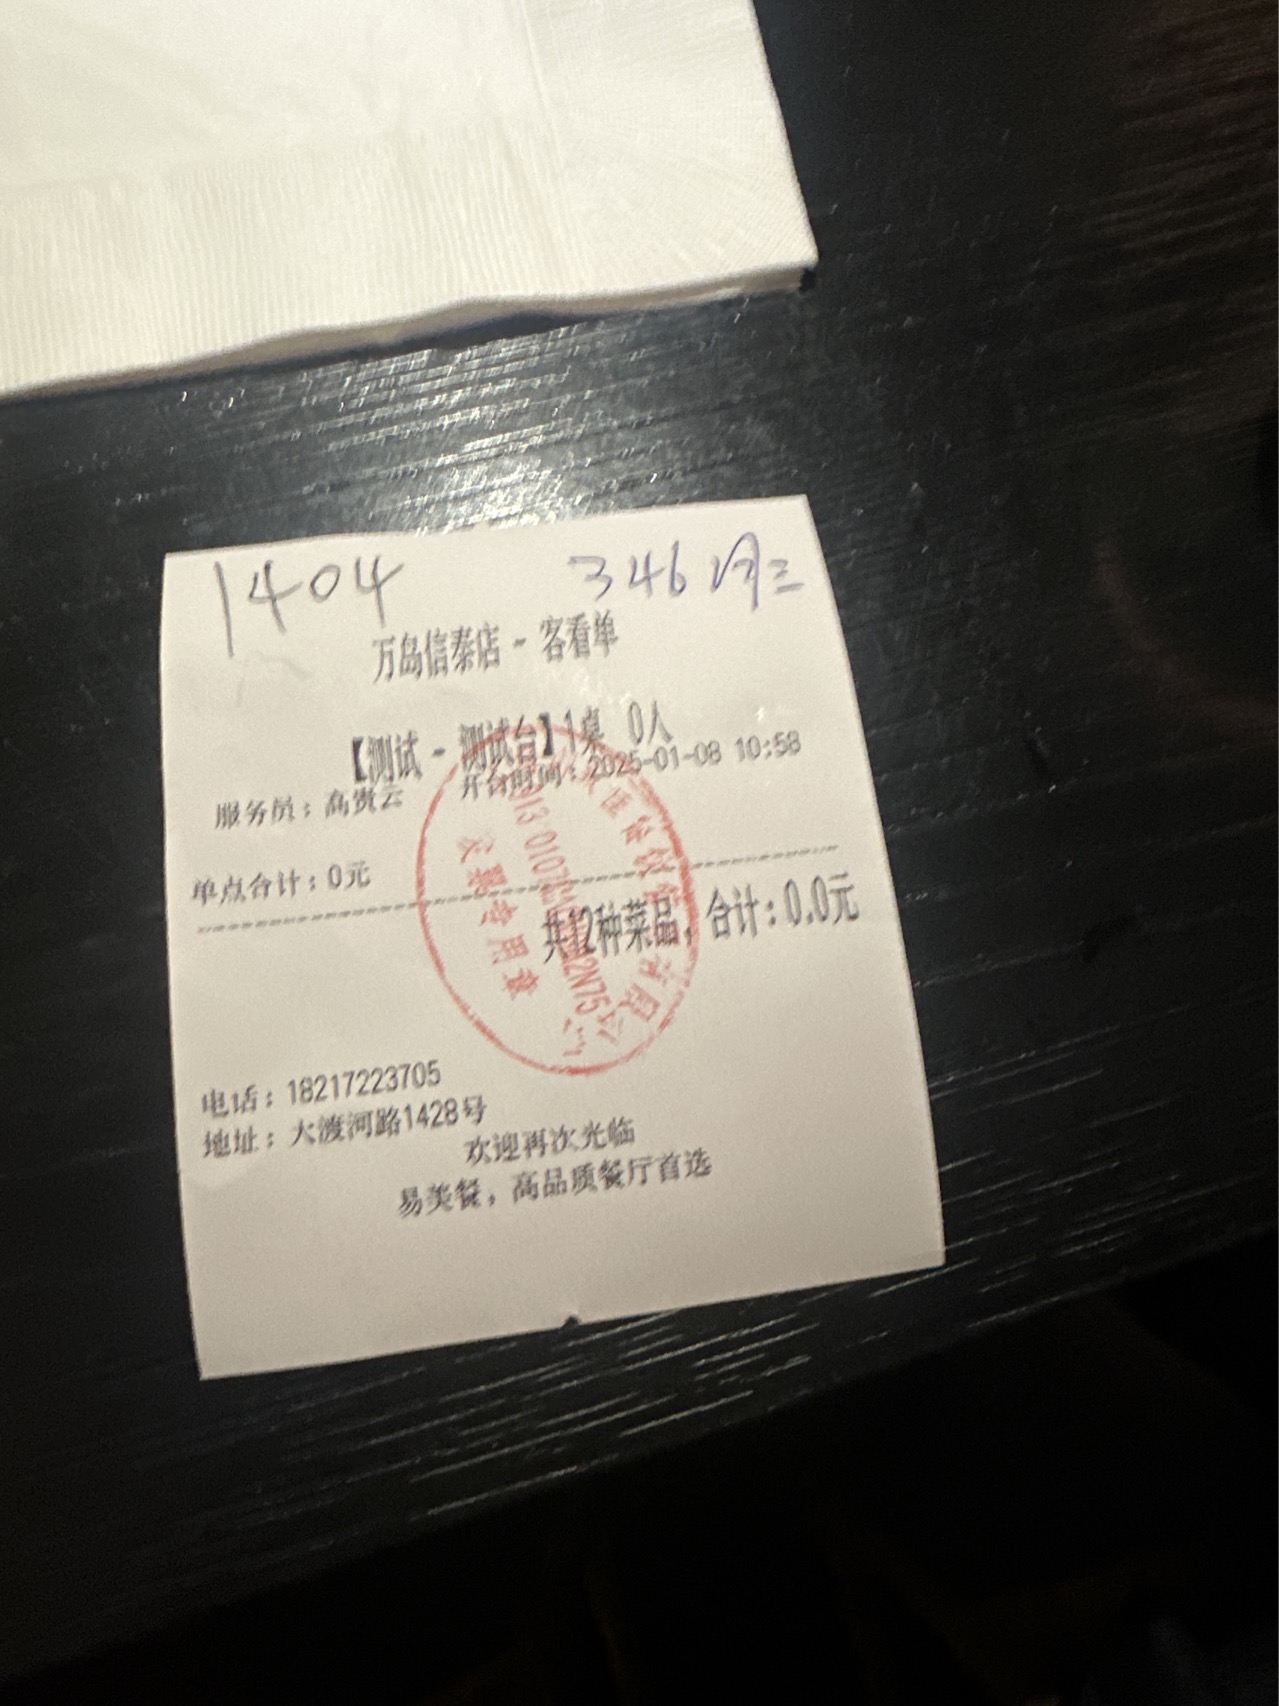 1404 346
万岛信泰店 - 客看单
【测试 - 测试台】1桌 0人
服务员：高贵云 开台时间：2025-01-08 10:58
单点合计：0元
共12种菜品，合计：0.0元
发票专用章
电话：18217223705
地址：大渡河路1428号
欢迎再次光临
易美餐，高品质餐厅首选